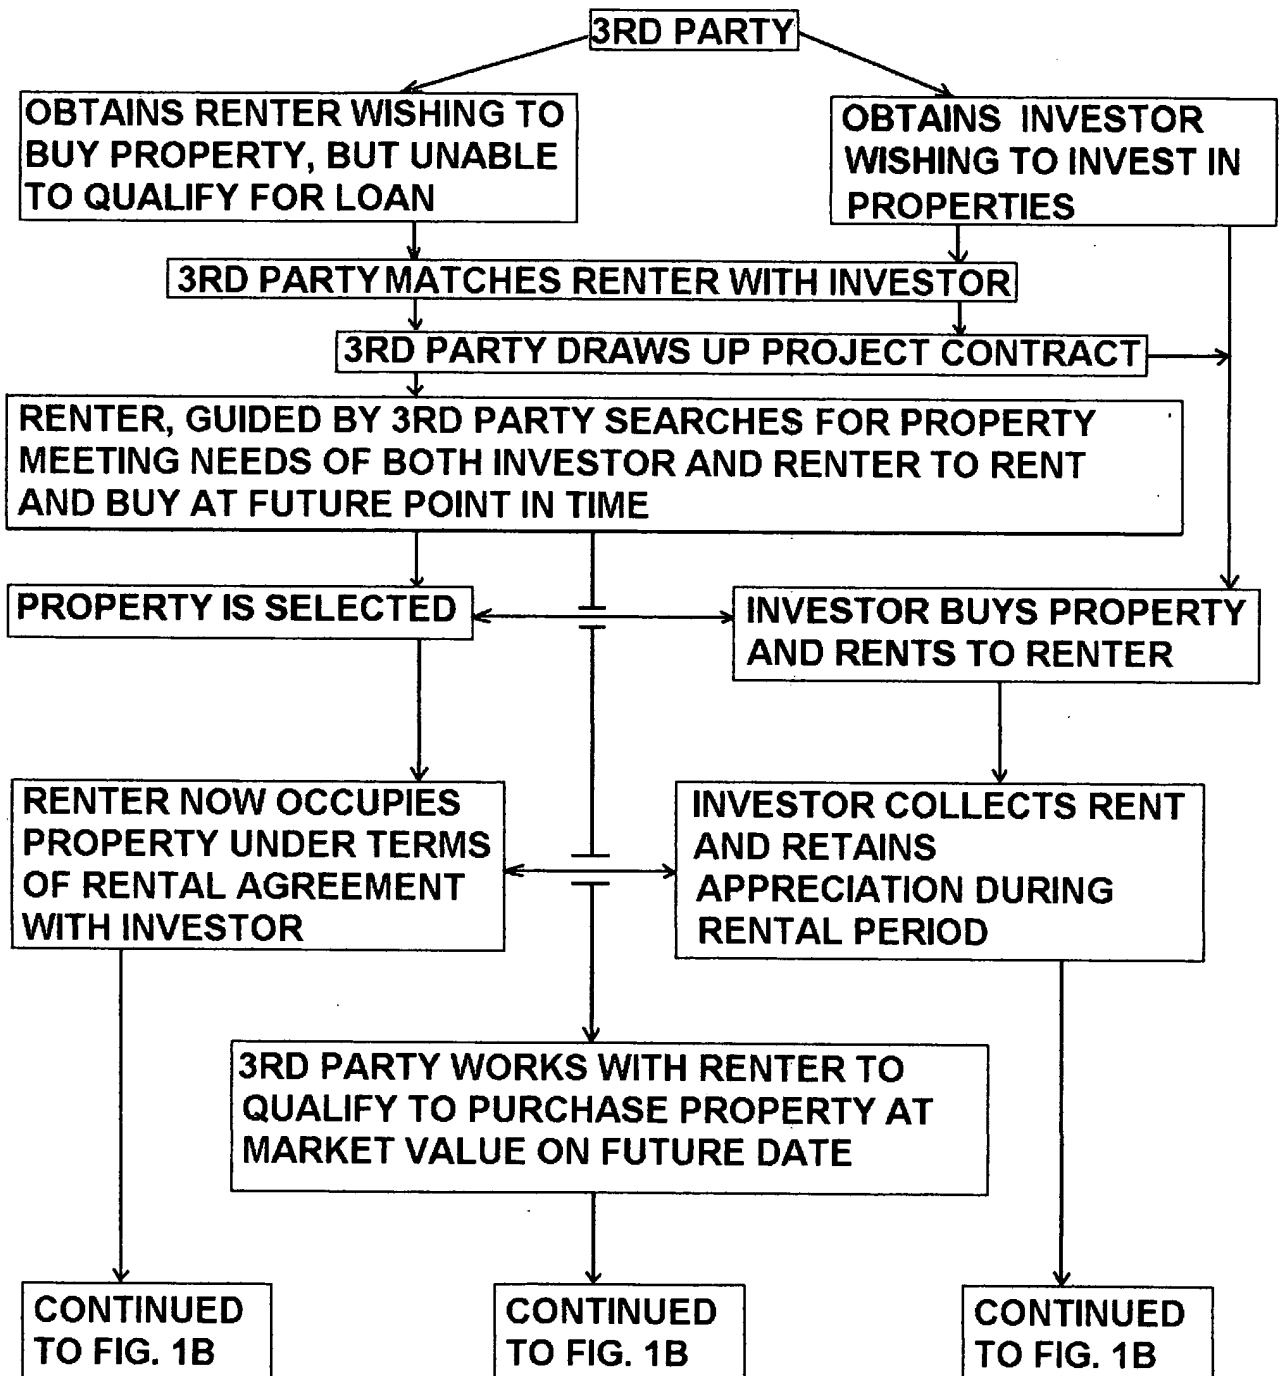 3RD PARTY
OBTAINS RENTER WISHING TO
BUY PROPERTY, BUT UNABLE
TO QUALIFY FOR LOAN
OBTAINS INVESTOR
WISHING TO INVEST IN
PROPERTIES
3RD PARTY MATCHES RENTER WITH INVESTOR
3RD PARTY DRAWS UP PROJECT CONTRACT
RENTER, GUIDED BY 3RD PARTY SEARCHES FOR PROPERTY
MEETING NEEDS OF BOTH INVESTOR AND RENTER TO RENT
AND BUY AT FUTURE POINT IN TIME
PROPERTY IS SELECTED
INVESTOR BUYS PROPERTY
AND RENTS TO RENTER
RENTER NOW OCCUPIES
PROPERTY UNDER TERMS
OF RENTAL AGREEMENT
WITH INVESTOR
INVESTOR COLLECTS RENT
AND RETAINS
APPRECIATION DURING
RENTAL PERIOD
3RD PARTY WORKS WITH RENTER TO
QUALIFY TO PURCHASE PROPERTY AT
MARKET VALUE ON FUTURE DATE
CONTINUED
TO FIG. 1B
CONTINUED
TO FIG. 1B
CONTINUED
TO FIG. 1B